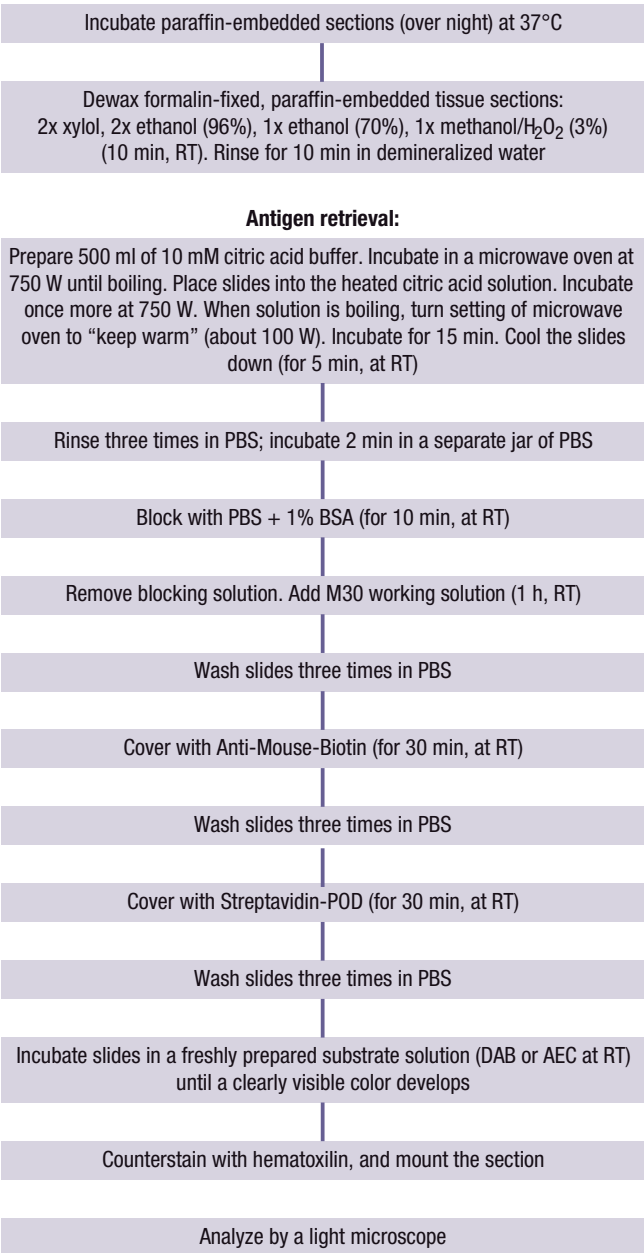 Incubate paraffin-embedded sections (over night) at 37°C
Dewax formalin-fixed, paraffin-embedded tissue sections:
2x xylol, 2x ethanol (96%), 1x ethanol (70%), 1x methanol/H₂O₂ (3%)
(10 min, RT). Rinse for 10 min in demineralized water
Antigen retrieval:
Prepare 500 ml of 10 mM citric acid buffer. Incubate in a microwave oven at
750 W until boiling. Place slides into the heated citric acid solution. Incubate
once more at 750 W. When solution is boiling, turn setting of microwave
oven to “keep warm” (about 100 W). Incubate for 15 min. Cool the slides
down (for 5 min, at RT)
Rinse three times in PBS; incubate 2 min in a separate jar of PBS
Block with PBS + 1% BSA (for 10 min, at RT)
Remove blocking solution. Add M30 working solution (1 h, RT)
Wash slides three times in PBS
Cover with Anti-Mouse-Biotin (for 30 min, at RT)
Wash slides three times in PBS
Cover with Streptavidin-POD (for 30 min, at RT)
Wash slides three times in PBS
Incubate slides in a freshly prepared substrate solution (DAB or AEC at RT)
until a clearly visible color develops
Counterstain with hematoxilin, and mount the section
Analyze by a light microscope